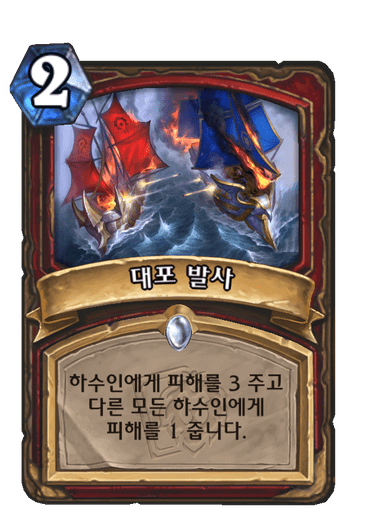 2
대포 발사
하수인에게 피해를 3 주고
다른 모든 하수인에게
피해를 1 줍니다.